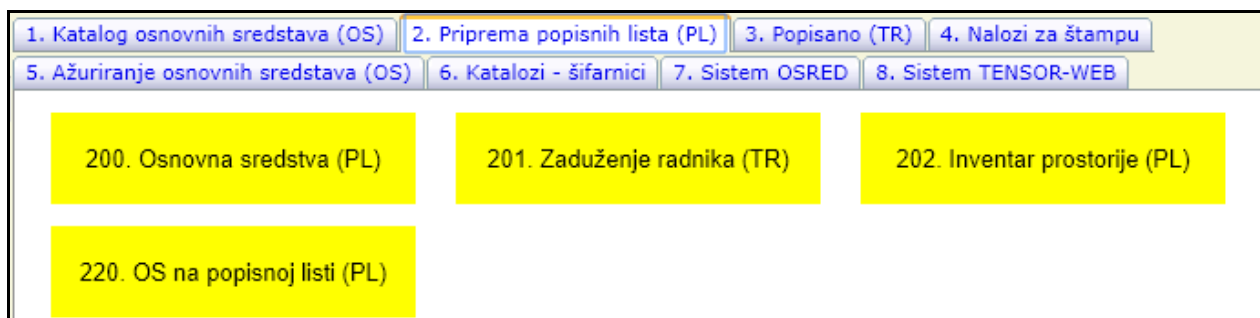 1. Katalog osnovnih sredstava (OS) 2. Priprema popisnih lista (PL) 3. Popisano (TR) 4. Nalozi za štampu
5. Ažuriranje osnovnih sredstava (OS) 6. Katalozi - šifarnici 7. Sistem OSRED 8. Sistem TENSOR-WEB
200. Osnovna sredstva (PL) 201. Zaduženje radnika (TR) 202. Inventar prostorije (PL)
220. OS na popisnoj listi (PL)